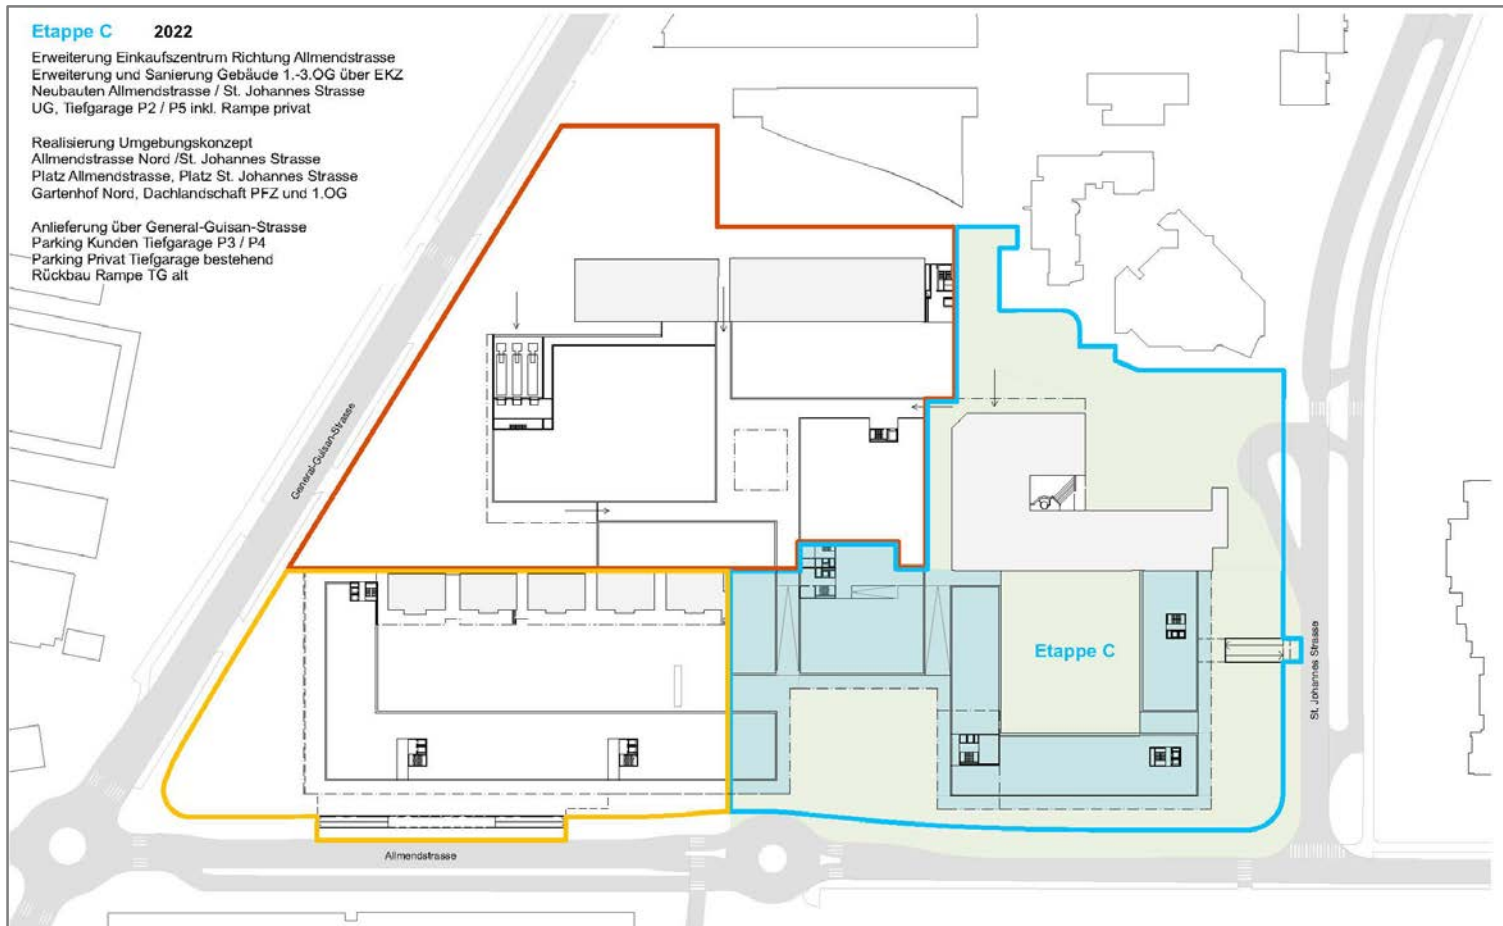 Etappe C 2022
Erweiterung Einkaufszentrum Richtung Allmendstrasse
Erweiterung und Sanierung Gebäude 1.-3.OG über EKZ
Neubauten Allmendstrasse / St. Johannes Strasse
UG, Tiefgarage P2 / P5 inkl. Rampe privat
Realisierung Umgebungskonzept
Allmendstrasse Nord /St. Johannes Strasse
Platz Allmendstrasse, Platz St. Johannes Strasse
Gartenhof Nord, Dachlandschaft PFZ und 1.OG
Anlieferung über General-Guisan-Strasse
Parking Kunden Tiefgarage P3 / P4
Parking Privat Tiefgarage bestehend
Rückbau Rampe TG alt
General-Guisan-Strasse
Etappe C
St. Johannes Strasse
Allmendstrasse